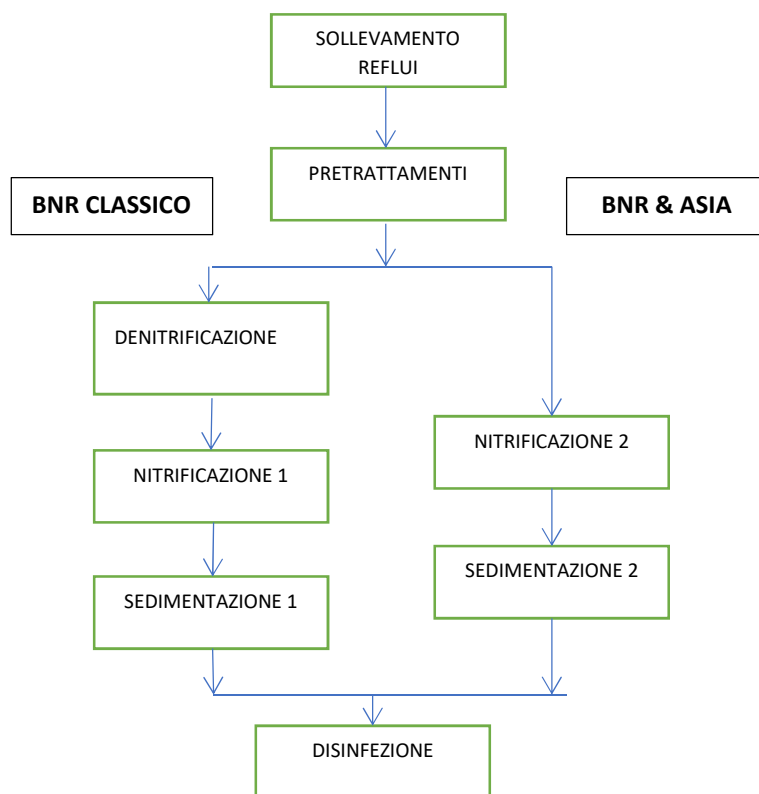 SOLLEVAMENTO
REFLUI
PRETRATTAMENTI
BNR CLASSICO
BNR & ASIA
DENITRIFICAZIONE
NITRIFICAZIONE 2
NITRIFICAZIONE 1
SEDIMENTAZIONE 2
SEDIMENTAZIONE 1
DISINFEZIONE